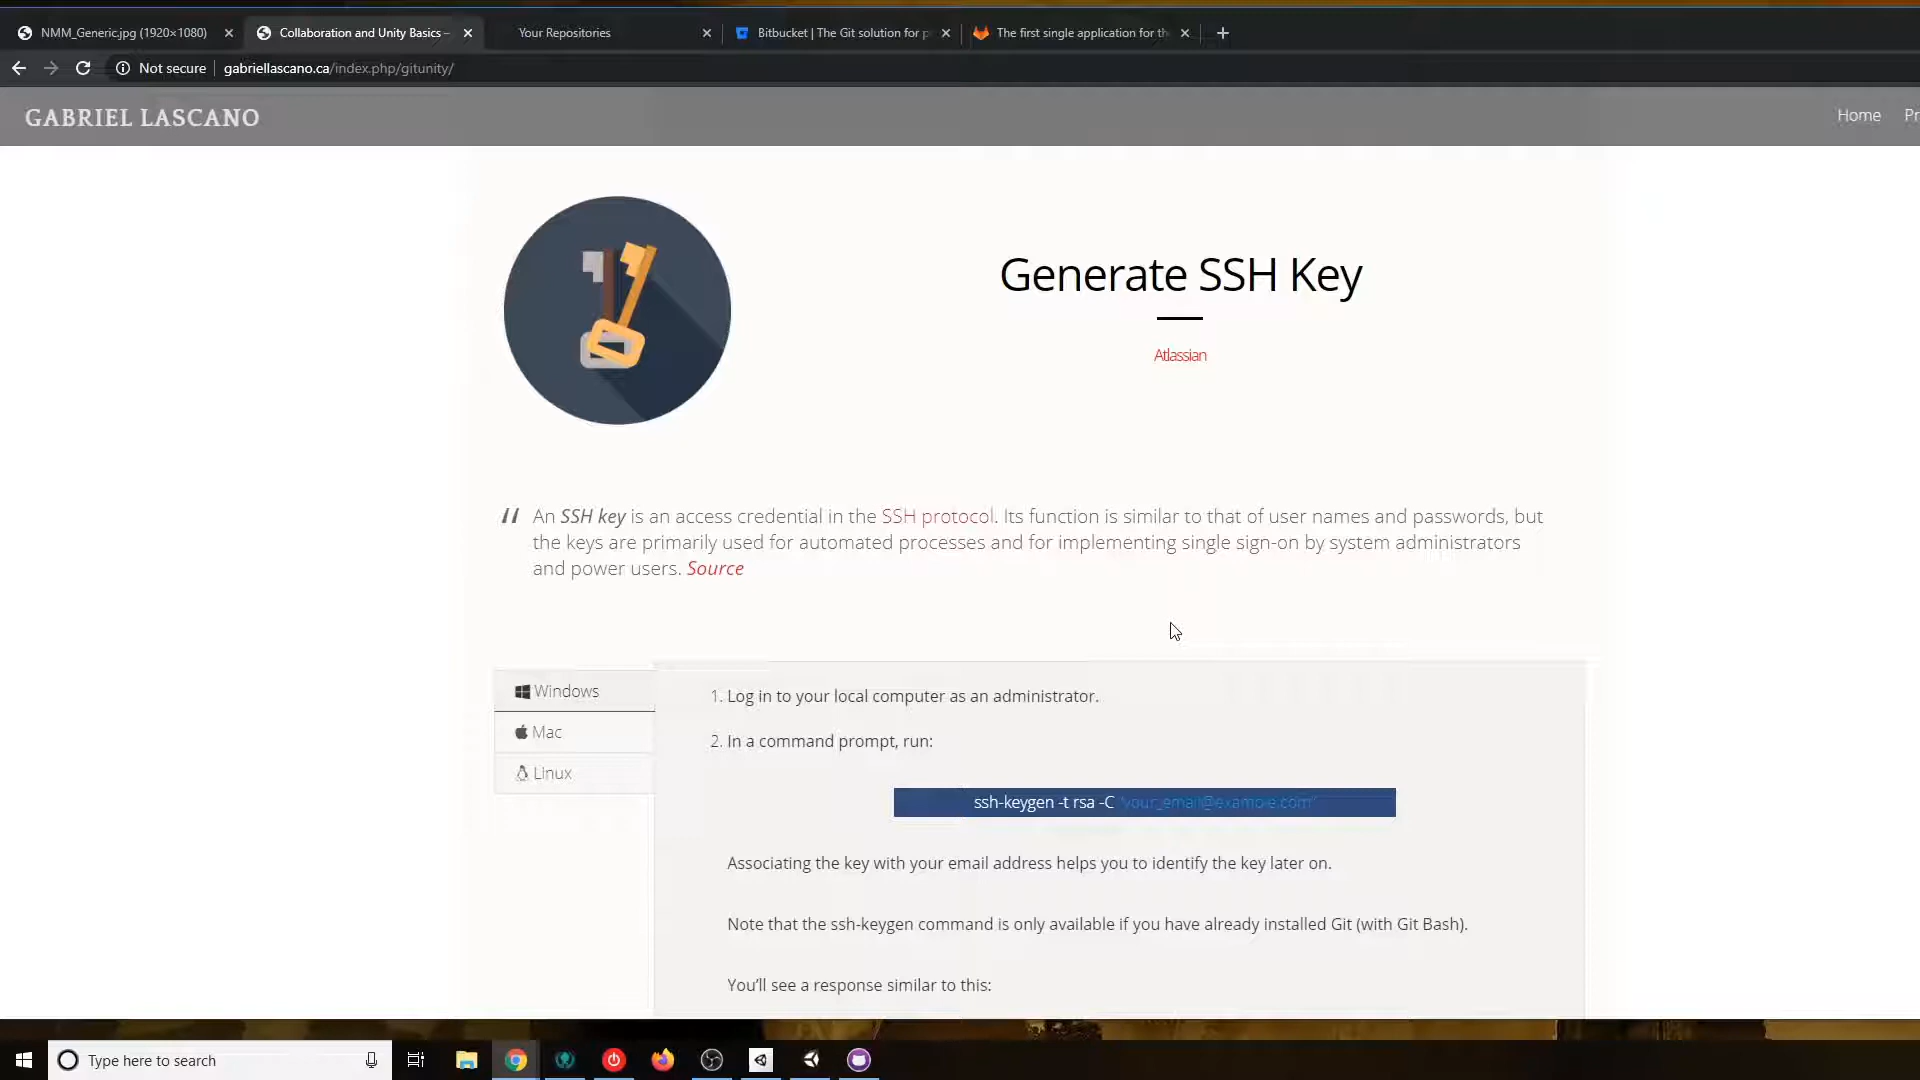 NMM_Generic.jpg (1920×1080)
Collaboration and Unity Basics –
Your Repositories
Bitbucket | The Git solution for p
The first single application for th
Not secure
gabriellascano.ca/index.php/gitunity/
GABRIEL LASCANO
Home
Pr
Generate SSH Key
Atlassian
An SSH key is an access credential in the SSH protocol. Its function is similar to that of user names and passwords, but
the keys are primarily used for automated processes and for implementing single sign-on by system administrators
and power users. Source
Windows
Mac
Linux
1. Log in to your local computer as an administrator.
2. In a command prompt, run:
ssh-keygen -t rsa -C "your_email@example.com"
Associating the key with your email address helps you to identify the key later on.
Note that the ssh-keygen command is only available if you have already installed Git (with Git Bash).
You'll see a response similar to this:
Type here to search